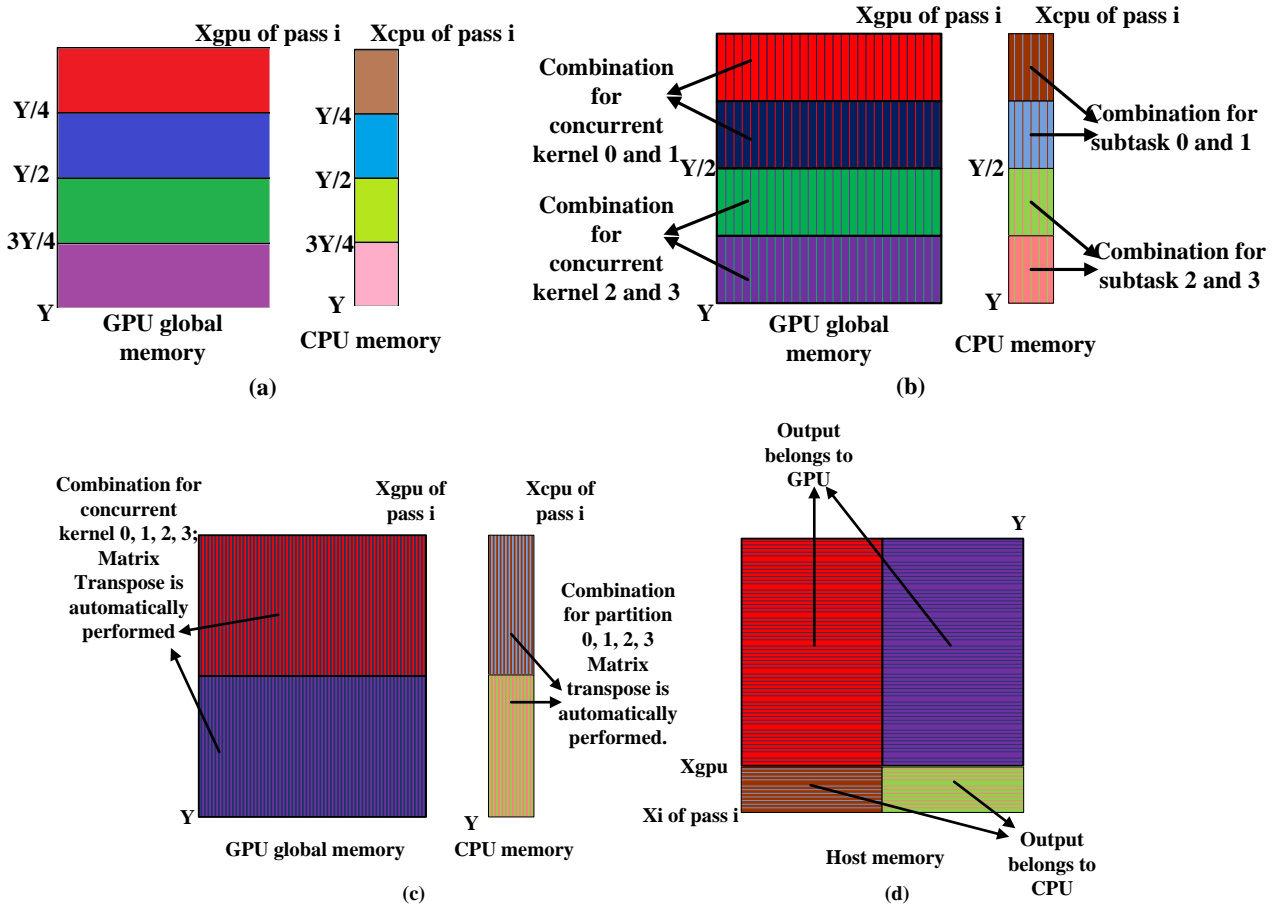 Xgpu of pass i
Xcpu of pass i
Y/4
Y/2
3Y/4
Y
Y/4
Y/2
3Y/4
Y
GPU global
memory
CPU memory
(a)
Xgpu of pass i
Xcpu of pass i
Combination
for
concurrent
kernel 0 and 1
Y/2
Combination
for
concurrent
kernel 2 and 3
Y
Y/2
Y
Combination for
subtask 0 and 1
Combination for
subtask 2 and 3
GPU global
memory
CPU memory
(b)
Combination for
concurrent
kernel 0, 1, 2, 3;
Matrix
Transpose is
automatically
performed
Xgpu of
pass i
Xcpu of
pass i
Combination
for partition
0, 1, 2, 3
Matrix
transpose is
automatically
performed.
Y
Y
GPU global memory
CPU memory
(c)
Output
belongs to
GPU
Y
Xgpu
Xi of pass i
Host memory
Output
belongs to
CPU
(d)